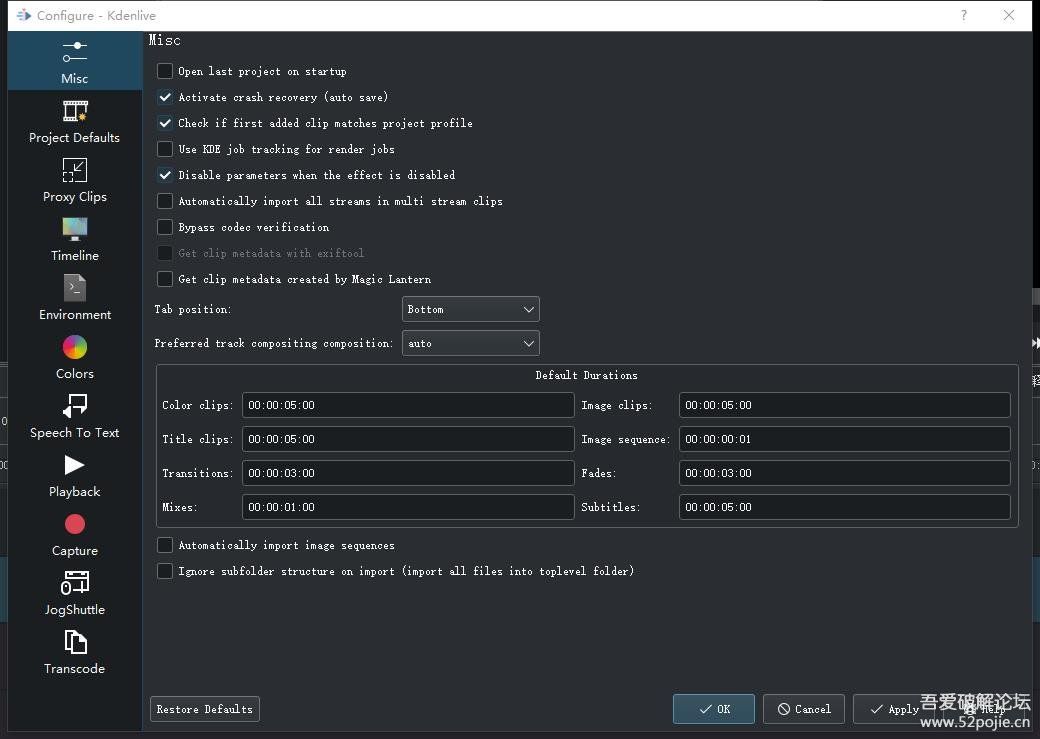 Configure - Kdenlive
?
Misc
Misc
Project Defaults
Proxy Clips
Timeline
Environment
Colors
Speech To Text
Playback
Capture
JogShuttle
Transcode
Open last project on startup
Activate crash recovery (auto save)
Check if first added clip matches project profile
Use KDE job tracking for render jobs
Disable parameters when the effect is disabled
Automatically import all streams in multi stream clips
Bypass codec verification
Get clip metadata with exiftool
Get clip metadata created by Magic Lantern
Tab position: Bottom
Preferred track compositing composition: auto
Default Durations
Color clips: 00:00:05:00 Image clips: 00:00:05:00
Title clips: 00:00:05:00 Image sequence: 00:00:00:01
Transitions: 00:00:03:00 Fades: 00:00:03:00
Mixes: 00:00:01:00 Subtitles: 00:00:05:00
Automatically import image sequences
Ignore subfolder structure on import (import all files into toplevel folder)
Restore Defaults OK Cancel Apply Help
吾爱破解论坛
www.52pojie.cn